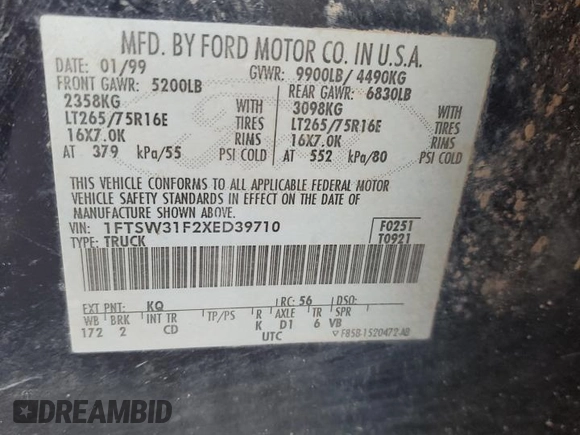 MFD. BY FORD MOTOR CO. IN U.S.A.
DATE: 01/99 GVWR: 9900LB/ 4490KG
FRONT GAWR: 5200LB REAR GAWR: 6830LB
2358KG WITH 3098KG WITH
LT265/75R16E TIRES LT265/75R16E TIRES
16X7.0K RIMS 16X7.0K RIMS
AT 379 kPa/55 PSI COLD AT 552 kPa/80 PSI COLD
THIS VEHICLE CONFORMS TO ALL APPLICABLE FEDERAL MOTOR
VEHICLE SAFETY STANDARDS IN EFFECT ON THE DATE OF
MANUFACTURE SHOWN ABOVE.
VIN: 1FTSW31F2XED39710 F0251
TYPE: TRUCK T0921
EXT PNT: KQ RC: 56 DSO:
WB BRK INT TR TP/PS R AXLE TR SPR
172 2 CD K D1 6 VB
UTC F85B-1520472-AB
DREAMBID